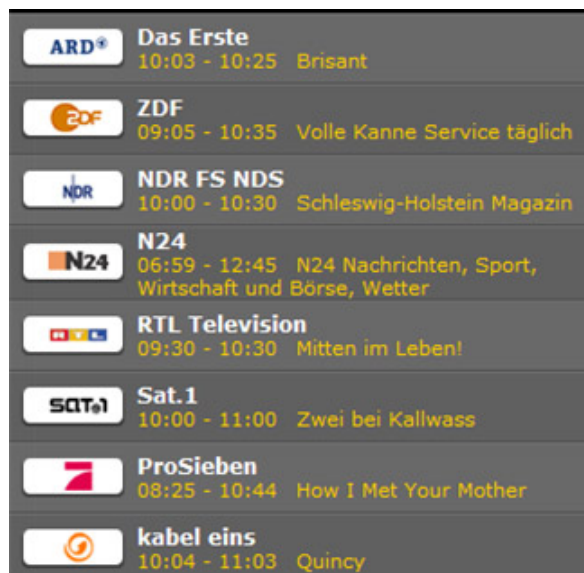 ARD
Das Erste
10:03 - 10:25 Brisant
ZDF
ZDF
09:05 - 10:35 Volle Kanne Service täglich
NDR
NDR FS NDS
10:00 - 10:30 Schleswig-Holstein Magazin
N24
N24
06:59 - 12:45 N24 Nachrichten, Sport,
Wirtschaft und Börse, Wetter
RTL
RTL Television
09:30 - 10:30 Mitten im Leben!
SAT.1
Sat.1
10:00 - 11:00 Zwei bei Kallwass
ProSieben
08:25 - 10:44 How I Met Your Mother
kabel eins
10:04 - 11:03 Quincy